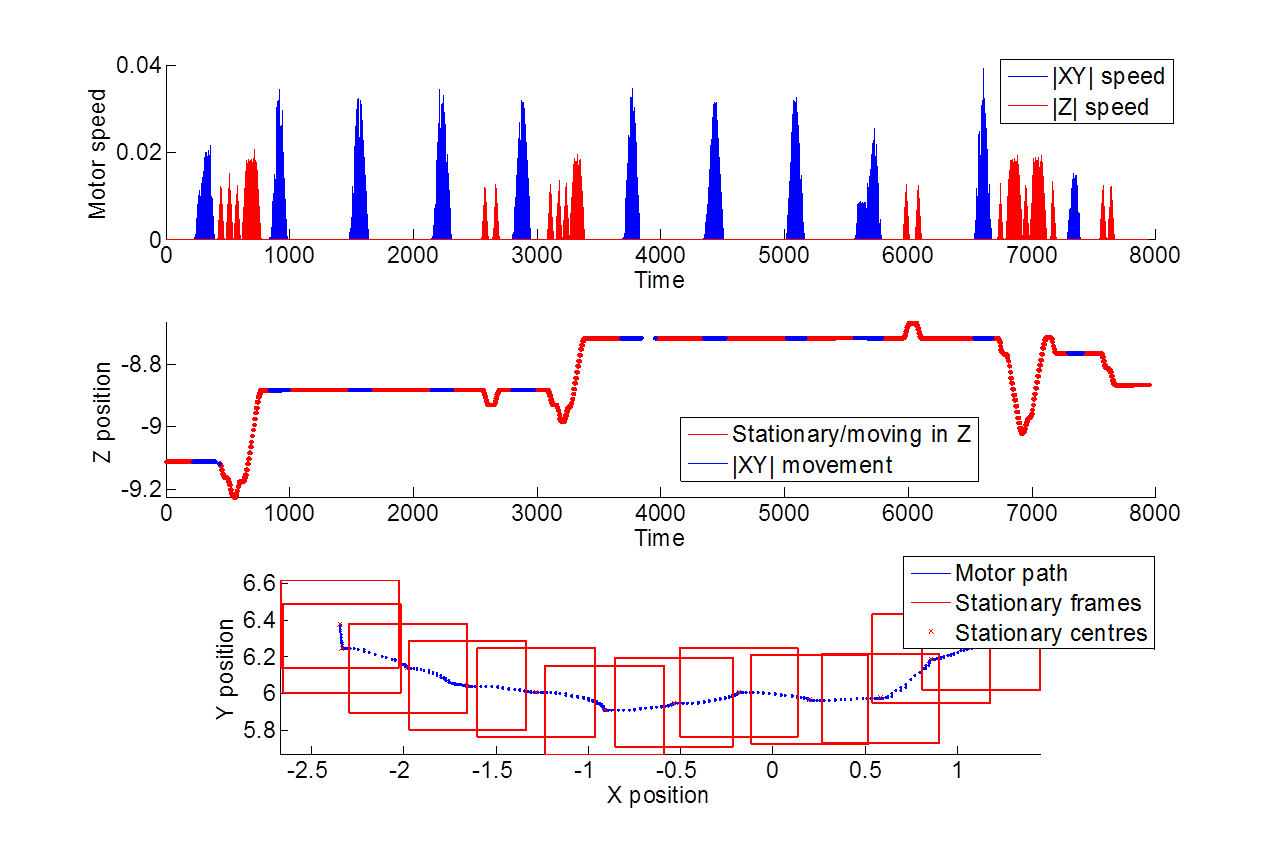 0.04
0.02
0
Motor speed
|XY| speed
|Z| speed
0 1000 2000 3000 4000 5000 6000 7000 8000
Time
-8.8
-9
-9.2
Z position
Stationary/moving in Z
|XY| movement
0 1000 2000 3000 4000 5000 6000 7000 8000
Time
6.6
6.4
6.2
6
5.8
Y position
Motor path
Stationary frames
Stationary centres
-2.5 -2 -1.5 -1 -0.5 0 0.5 1
X position